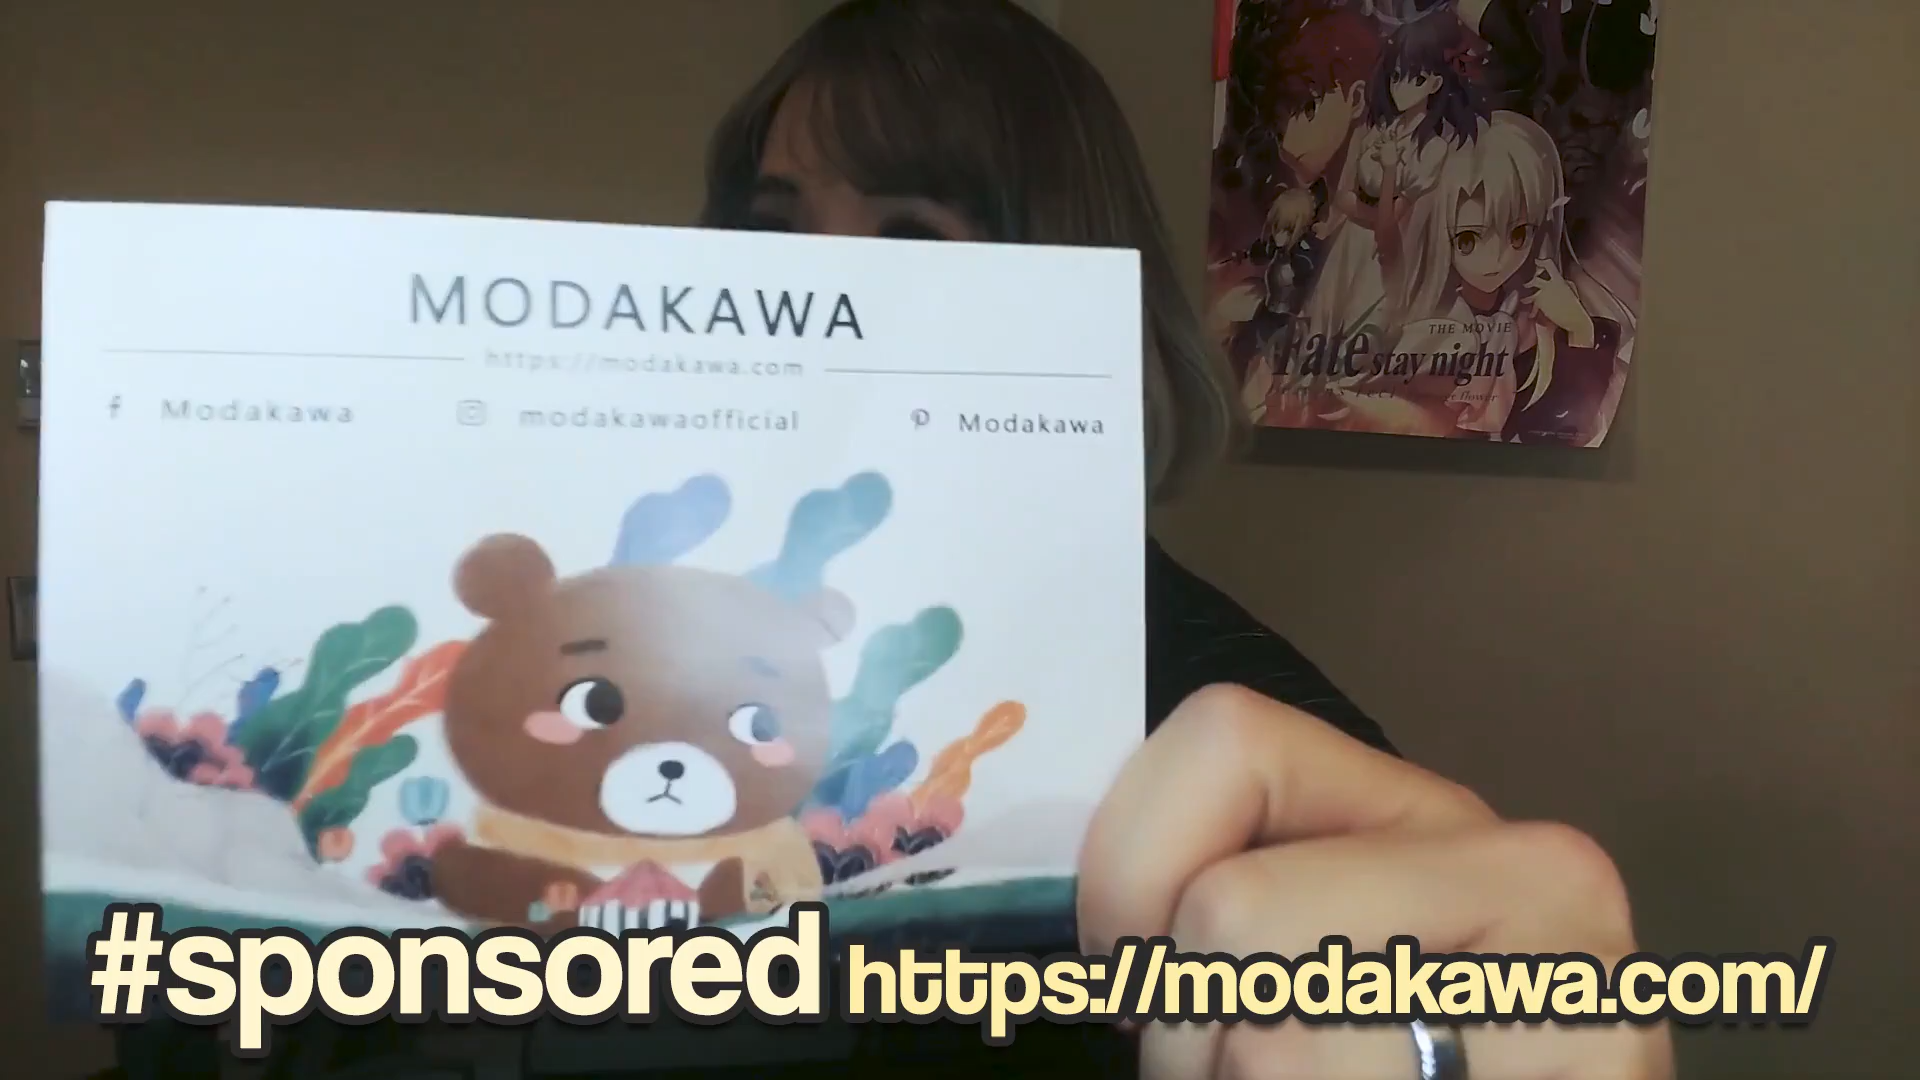 MODAKAWA
https://modakawa.com
Modakawa modakawaofficial Modakawa
THE MOVIE
Fate stay night
#sponsored https://modakawa.com/